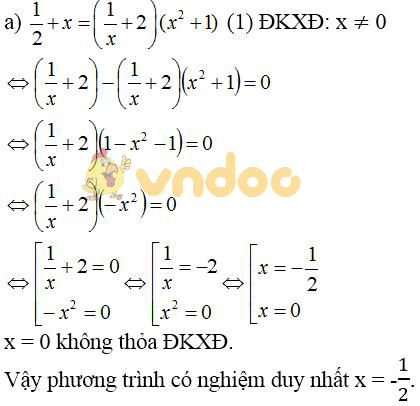 a) 1/2 + x = (1/x + 2)(x² + 1) (1) ĐKXĐ: x ≠ 0
⇔ (1/x + 2) − (1/x + 2)(x² + 1) = 0
⇔ (1/x + 2)(1 − x² − 1) = 0
vndoc
⇔ (1/x + 2)(−x²) = 0
⇔ [1/x + 2 = 0; −x² = 0 ⇔ [1/x = −2; x² = 0 ⇔ [x = −1/2; x = 0
x = 0 không thỏa ĐKXĐ.
Vậy phương trình có nghiệm duy nhất x = -1/2.